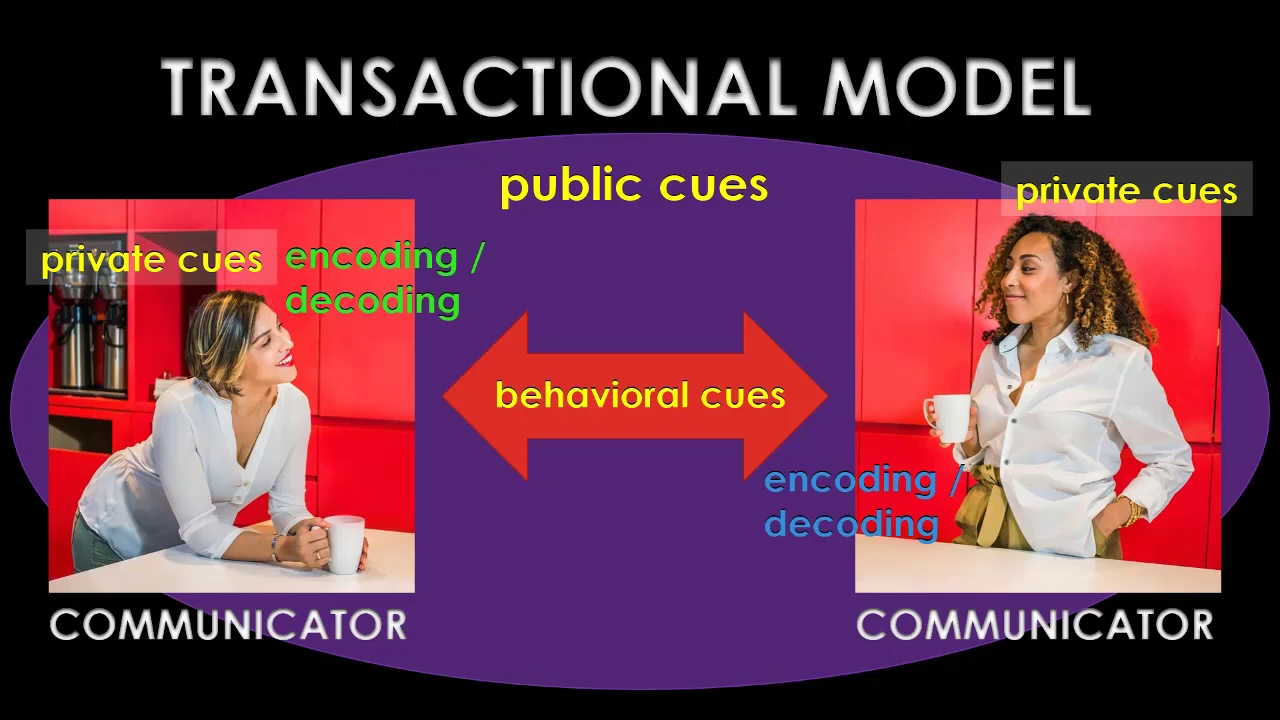 TRANSACTIONAL MODEL
public cues
private cues
private cues
encoding /
decoding
behavioral cues
encoding /
decoding
COMMUNICATOR
COMMUNICATOR